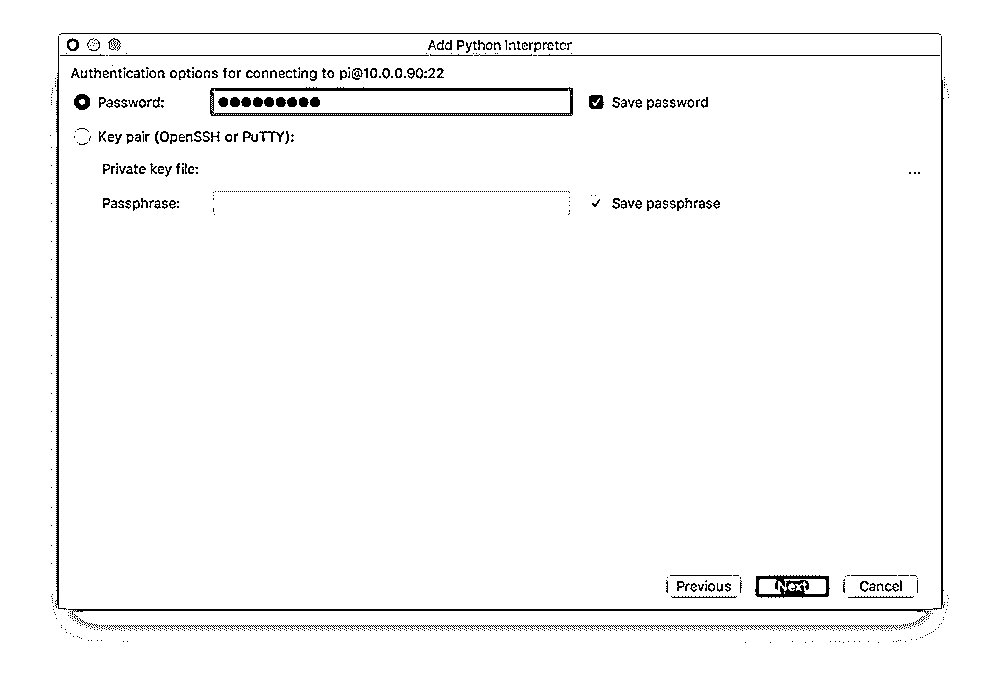 Add Python Interpreter
Authentication options for connecting to pi@10.0.0.90:22
Password: ●●●●●●●●● Save password
Key pair (OpenSSH or PuTTY):
Private key file: ...
Passphrase: Save passphrase
Previous Next Cancel